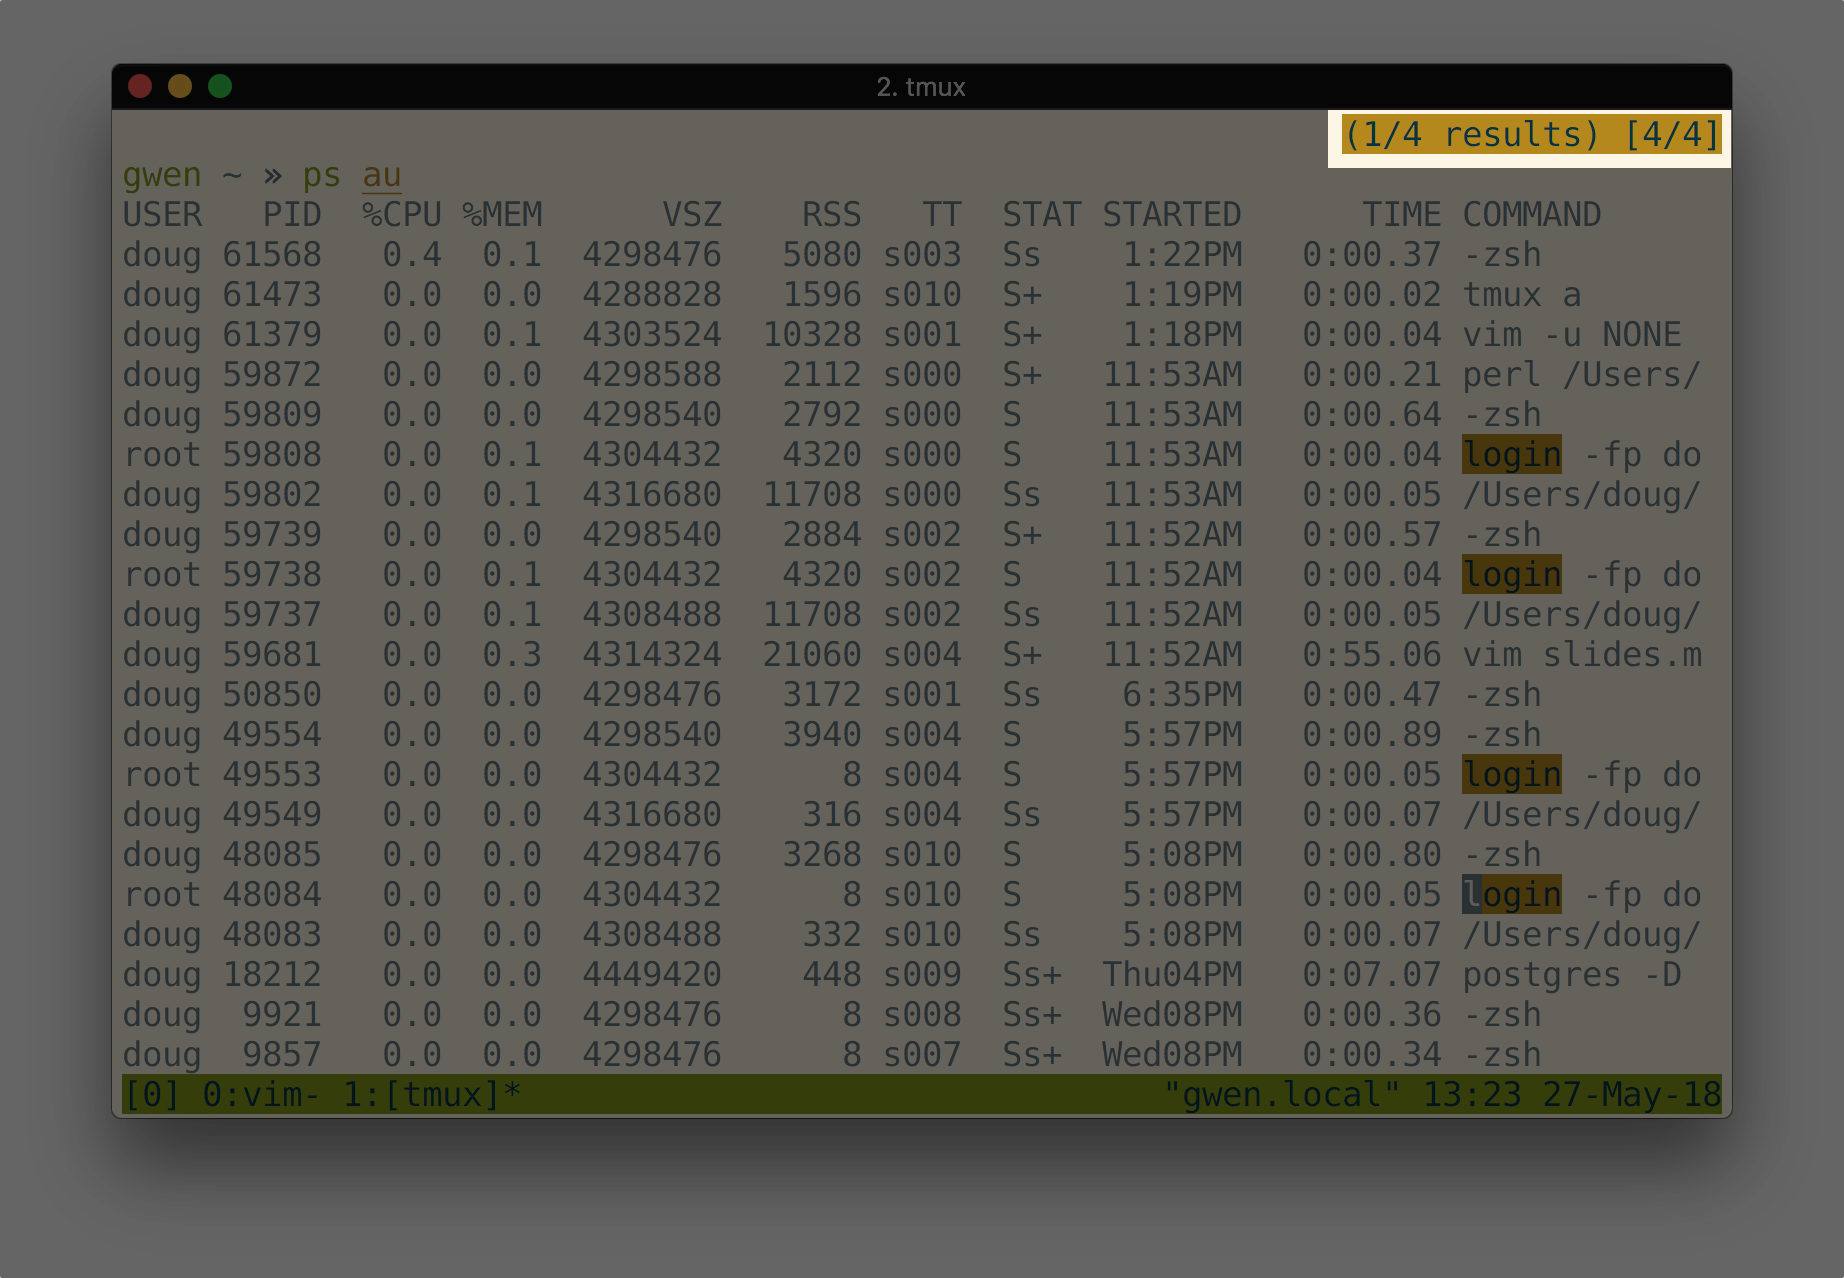 2. tmux
(1/4 results) [4/4]
gwen ~ » ps au
USER   PID  %CPU %MEM      VSZ    RSS   TT  STAT STARTED      TIME COMMAND
doug 61568   0.4  0.1  4298476   5080 s003  Ss    1:22PM   0:00.37 -zsh
doug 61473   0.0  0.0  4288828   1596 s010  S+    1:19PM   0:00.02 tmux a
doug 61379   0.0  0.1  4303524  10328 s001  S+    1:18PM   0:00.04 vim -u NONE
doug 59872   0.0  0.0  4298588   2112 s000  S+   11:53AM   0:00.21 perl /Users/
doug 59809   0.0  0.0  4298540   2792 s000  S    11:53AM   0:00.64 -zsh
root 59808   0.0  0.1  4304432   4320 s000  S    11:53AM   0:00.04 login -fp do
doug 59802   0.0  0.1  4316680  11708 s000  Ss   11:53AM   0:00.05 /Users/doug/
doug 59739   0.0  0.0  4298540   2884 s002  S+   11:52AM   0:00.57 -zsh
root 59738   0.0  0.1  4304432   4320 s002  S    11:52AM   0:00.04 login -fp do
doug 59737   0.0  0.1  4308488  11708 s002  Ss   11:52AM   0:00.05 /Users/doug/
doug 59681   0.0  0.3  4314324  21060 s004  S+   11:52AM   0:55.06 vim slides.m
doug 50850   0.0  0.0  4298476   3172 s001  Ss    6:35PM   0:00.47 -zsh
doug 49554   0.0  0.0  4298540   3940 s004  S     5:57PM   0:00.89 -zsh
root 49553   0.0  0.0  4304432      8 s004  S     5:57PM   0:00.05 login -fp do
doug 49549   0.0  0.0  4316680    316 s004  Ss    5:57PM   0:00.07 /Users/doug/
doug 48085   0.0  0.0  4298476   3268 s010  S     5:08PM   0:00.80 -zsh
root 48084   0.0  0.0  4304432      8 s010  S     5:08PM   0:00.05 login -fp do
doug 48083   0.0  0.0  4308488    332 s010  Ss    5:08PM   0:00.07 /Users/doug/
doug 18212   0.0  0.0  4449420    448 s009  Ss+  Thu04PM   0:07.07 postgres -D
doug  9921   0.0  0.0  4298476      8 s008  Ss+  Wed08PM   0:00.36 -zsh
doug  9857   0.0  0.0  4298476      8 s007  Ss+  Wed08PM   0:00.34 -zsh
[0] 0:vim- 1:[tmux]* "gwen.local" 13:23 27-May-18